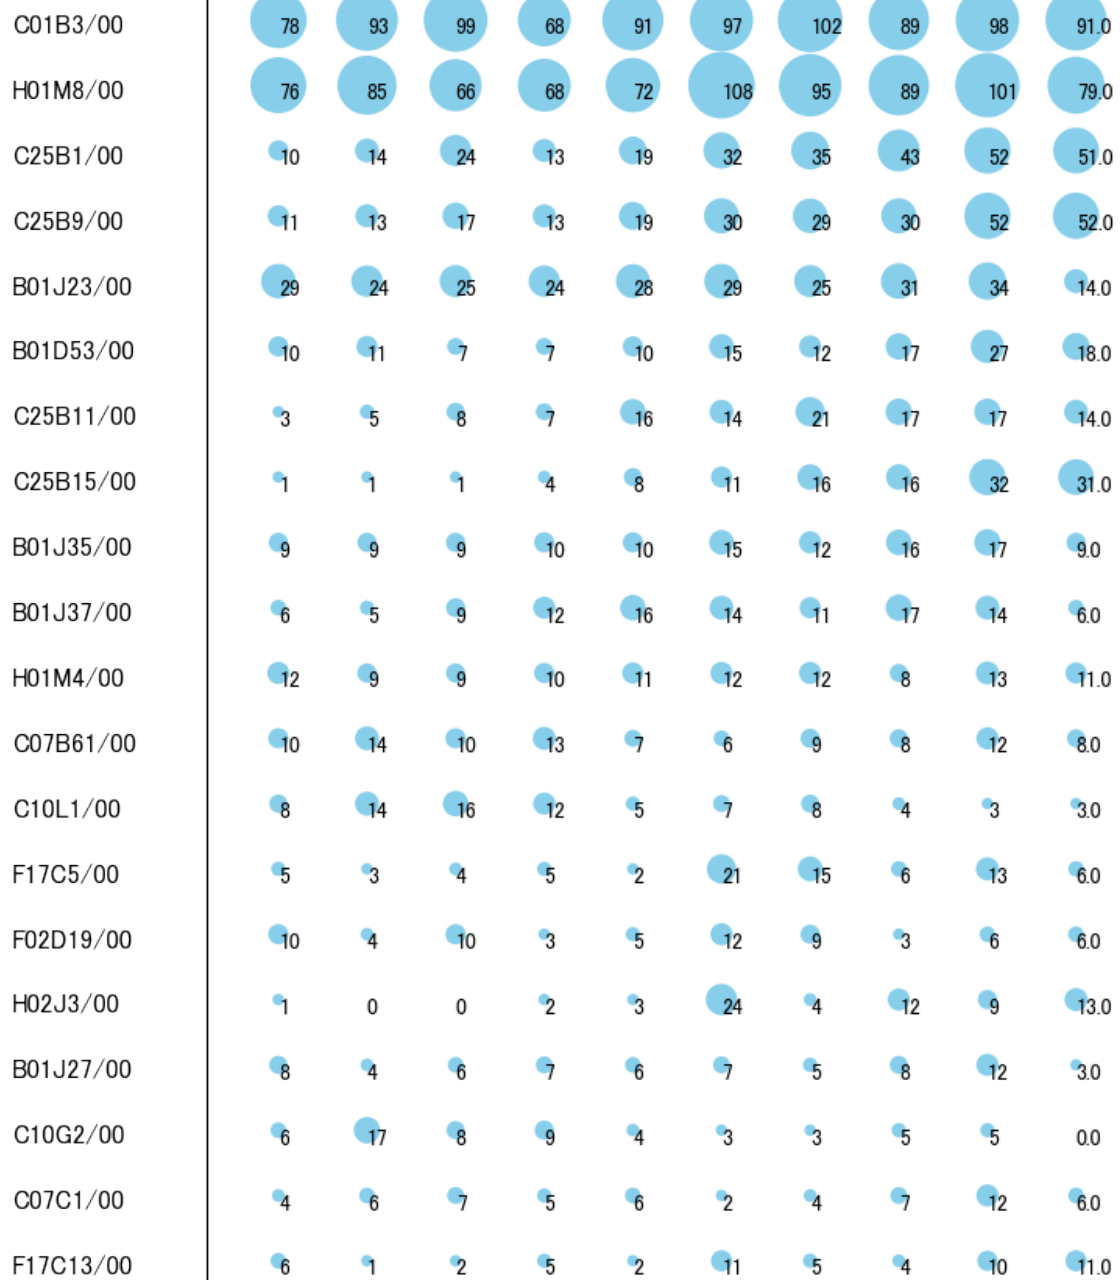 C01B3/00 78 93 99 68 91 97 102 89 98 91.0
H01M8/00 76 85 66 68 72 108 95 89 101 79.0
C25B1/00 10 14 24 13 19 32 35 43 52 51.0
C25B9/00 11 13 17 13 19 30 29 30 52 52.0
B01J23/00 29 24 25 24 28 29 25 31 34 14.0
B01D53/00 10 11 7 7 10 15 12 17 27 18.0
C25B11/00 3 5 8 7 16 14 21 17 17 14.0
C25B15/00 1 1 1 4 8 11 16 16 32 31.0
B01J35/00 9 9 9 10 10 15 12 16 17 9.0
B01J37/00 6 5 9 12 16 14 11 17 14 6.0
H01M4/00 12 9 9 10 11 12 12 8 13 11.0
C07B61/00 10 14 10 13 7 6 9 8 12 8.0
C10L1/00 8 14 16 12 5 7 8 4 3 3.0
F17C5/00 5 3 4 5 2 21 15 6 13 6.0
F02D19/00 10 4 10 3 5 12 9 3 6 6.0
H02J3/00 1 0 0 2 3 24 4 12 9 13.0
B01J27/00 8 4 6 7 6 7 5 8 12 3.0
C10G2/00 6 17 8 9 4 3 3 5 5 0.0
C07C1/00 4 6 7 5 6 2 4 7 12 6.0
F17C13/00 6 1 2 5 2 11 5 4 10 11.0